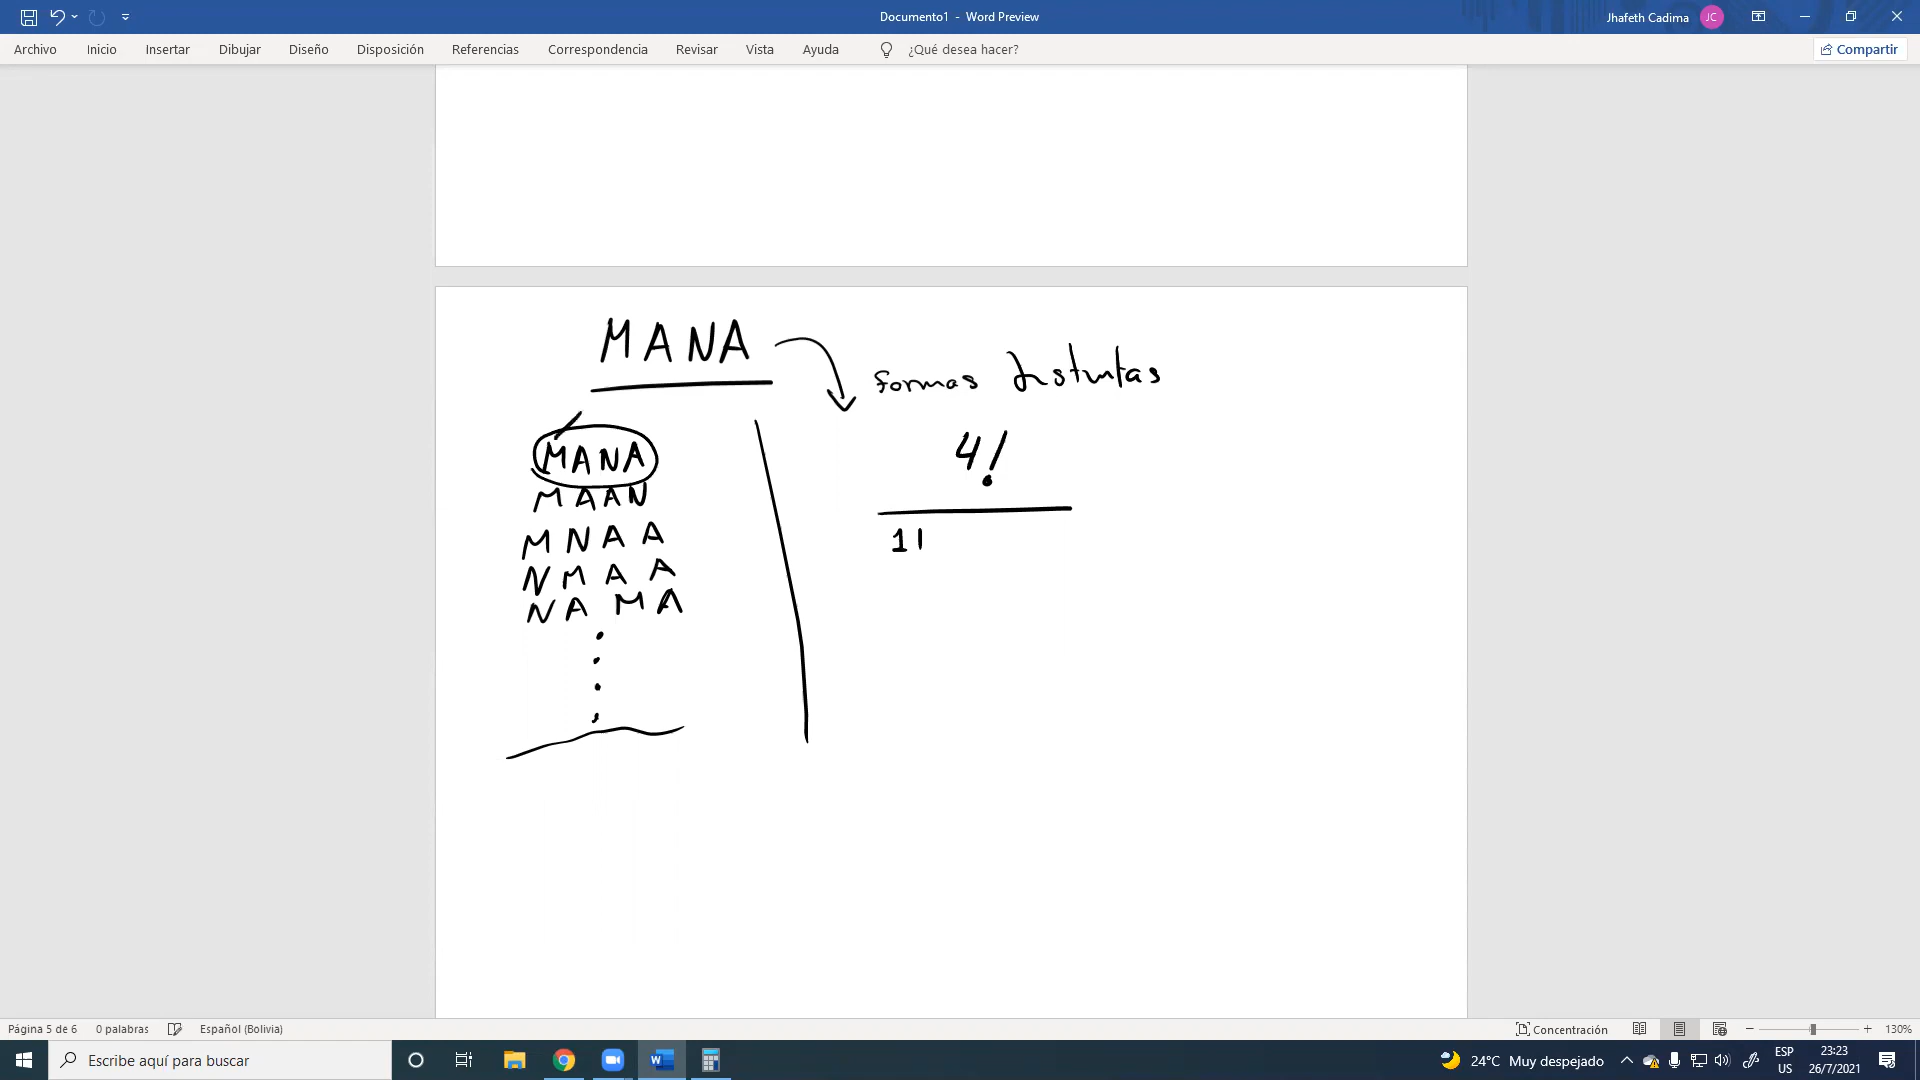 Documento1 - Word Preview
Jhafeth Cadima JC
Archivo Inicio Insertar Dibujar Diseño Disposición Referencias Correspondencia Revisar Vista Ayuda ¿Qué desea hacer? Compartir
MANA
formas Distintas
MANA
4!
MAAN
MNAA
1!
NMAA
NAMA
Página 5 de 6 0 palabras Español (Bolivia) Concentración 130%
Escribe aquí para buscar
24°C Muy despejado
ESP
US
23:23
26/7/2021